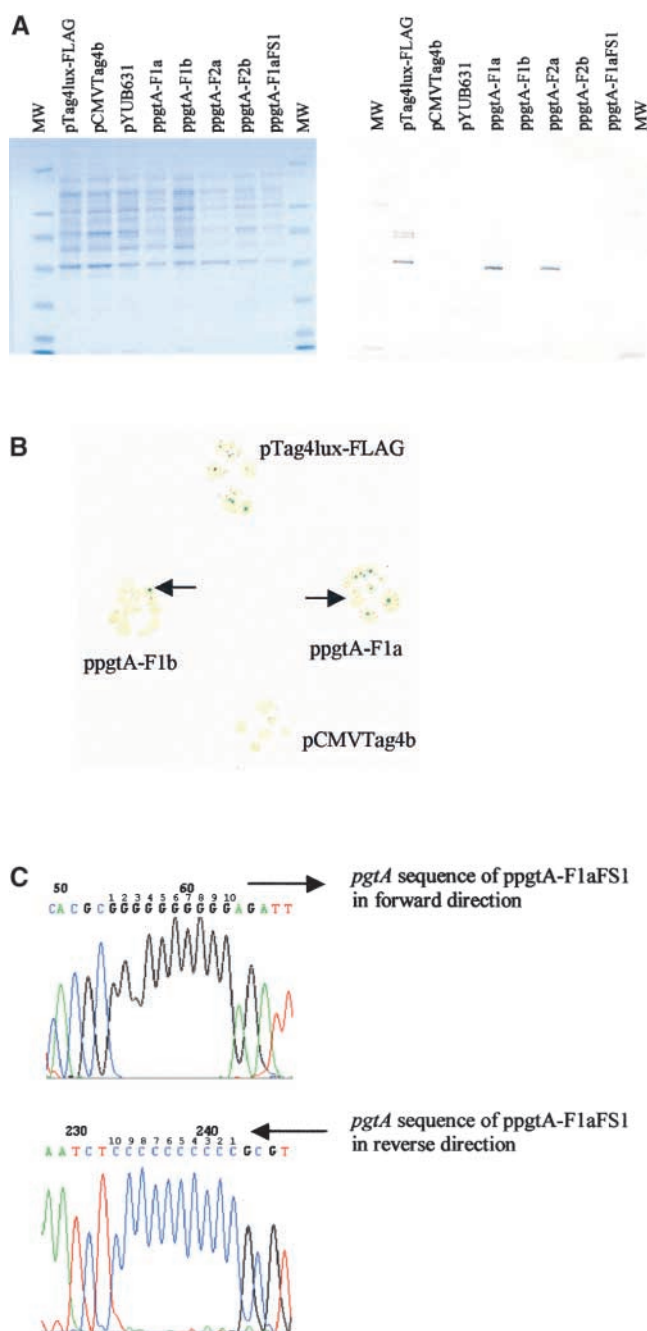 A
MW
pTag4lux-FLAG
pCMVTag4b
pYUB631
ppgtA-F1a
ppgtA-F1b
ppgtA-F2a
ppgtA-F2b
ppgtA-F1aFS1
MW
MW
pTag4lux-FLAG
pCMVTag4b
pYUB631
ppgtA-F1a
ppgtA-F1b
ppgtA-F2a
ppgtA-F2b
ppgtA-F1aFS1
MW
B
pTag4lux-FLAG
ppgtA-F1b
ppgtA-F1a
pCMVTag4b
C
50 60
1 2 3 4 5 6 7 8 9 10
CACGCGGGGGGGGGGAGATT
pgtA sequence of ppgtA-F1aFS1
in forward direction
230 240
10 9 8 7 6 5 4 3 2 1
AATCTCCCCCCCCCCGCGT
pgtA sequence of ppgtA-F1aFS1
in reverse direction